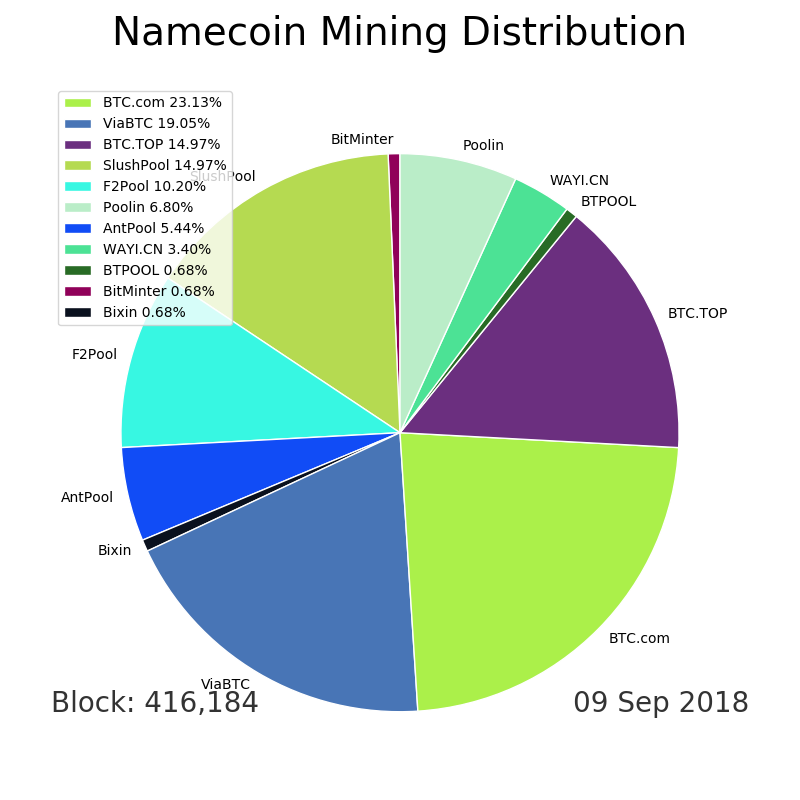 Namecoin Mining Distribution
BTC.com 23.13%
ViaBTC 19.05%
BTC.TOP 14.97%
SlushPool 14.97%
F2Pool 10.20%
Poolin 6.80%
AntPool 5.44%
WAYI.CN 3.40%
BTPOOL 0.68%
BitMinter 0.68%
Bixin 0.68%
BitMinter
Poolin
SlushPool
WAYI.CN
BTPOOL
BTC.TOP
F2Pool
AntPool
Bixin
BTC.com
ViaBTC
Block: 416,184
09 Sep 2018